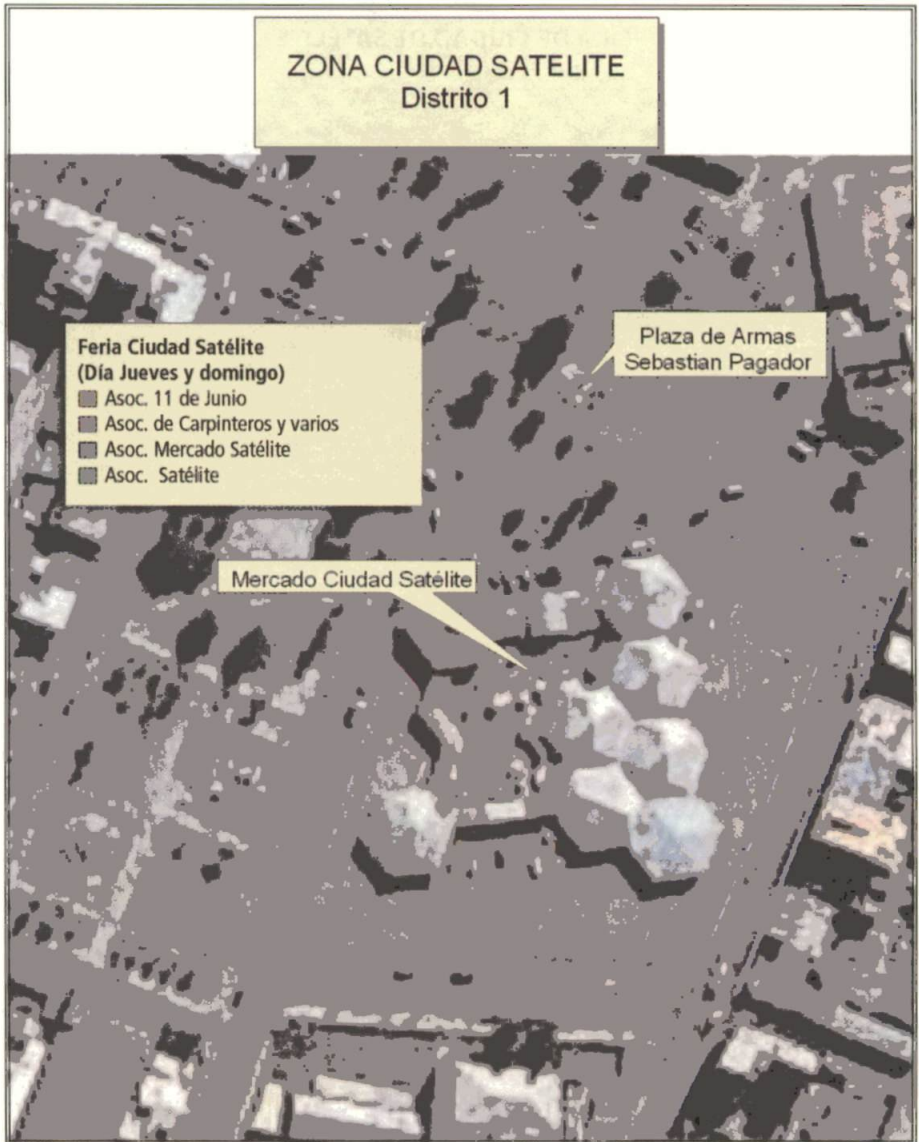 ZONA CIUDAD SATELITE
Distrito 1
Plaza de Armas
Sebastian Pagador
Feria Ciudad Satélite
(Día Jueves y domingo)
Asoc. 11 de Junio
Asoc. de Carpinteros y varios
Asoc. Mercado Satélite
Asoc. Satélite
Mercado Ciudad Satélite